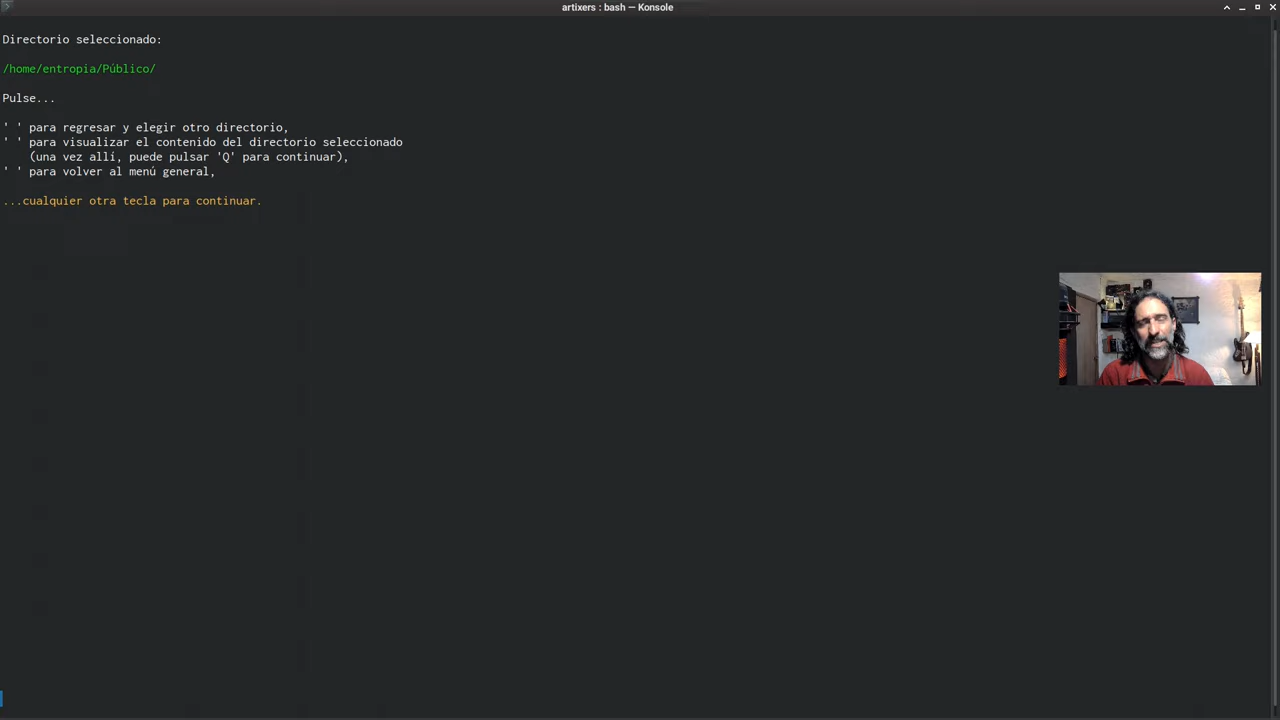 artixers : bash — Konsole
Directorio seleccionado:
/home/entropia/Público/
Pulse...
' ' para regresar y elegir otro directorio,
' ' para visualizar el contenido del directorio seleccionado
(una vez allí, puede pulsar 'Q' para continuar),
' ' para volver al menú general,
...cualquier otra tecla para continuar.